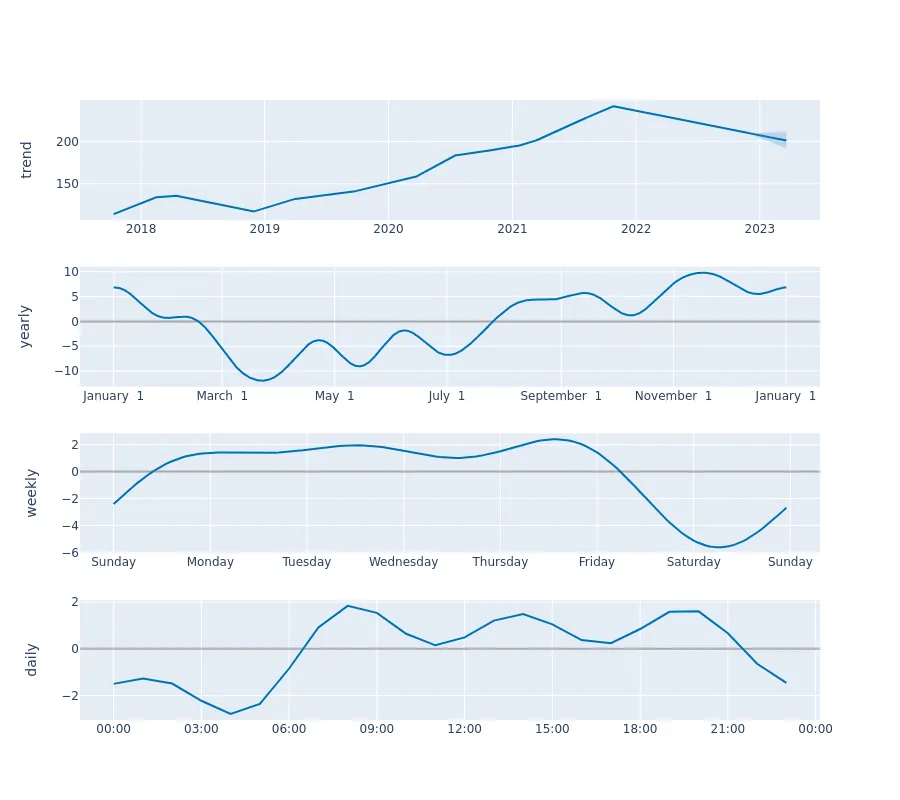 trend
200
150
2018 2019 2020 2021 2022 2023
yearly
10
5
0
−5
−10
January 1 March 1 May 1 July 1 September 1 November 1 January 1
weekly
2
0
−2
−4
−6
Sunday Monday Tuesday Wednesday Thursday Friday Saturday Sunday
daily
2
0
−2
00:00 03:00 06:00 09:00 12:00 15:00 18:00 21:00 00:00